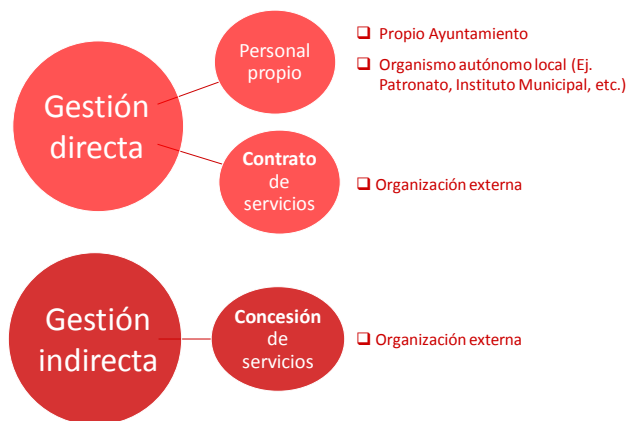 Gestión
directa
Personal
propio
❑ Propio Ayuntamiento
❑ Organismo autónomo local (Ej.
Patronato, Instituto Municipal, etc.)
Contrato
de
servicios
❑ Organización externa
Gestión
indirecta
Concesión
de
servicios
❑ Organización externa